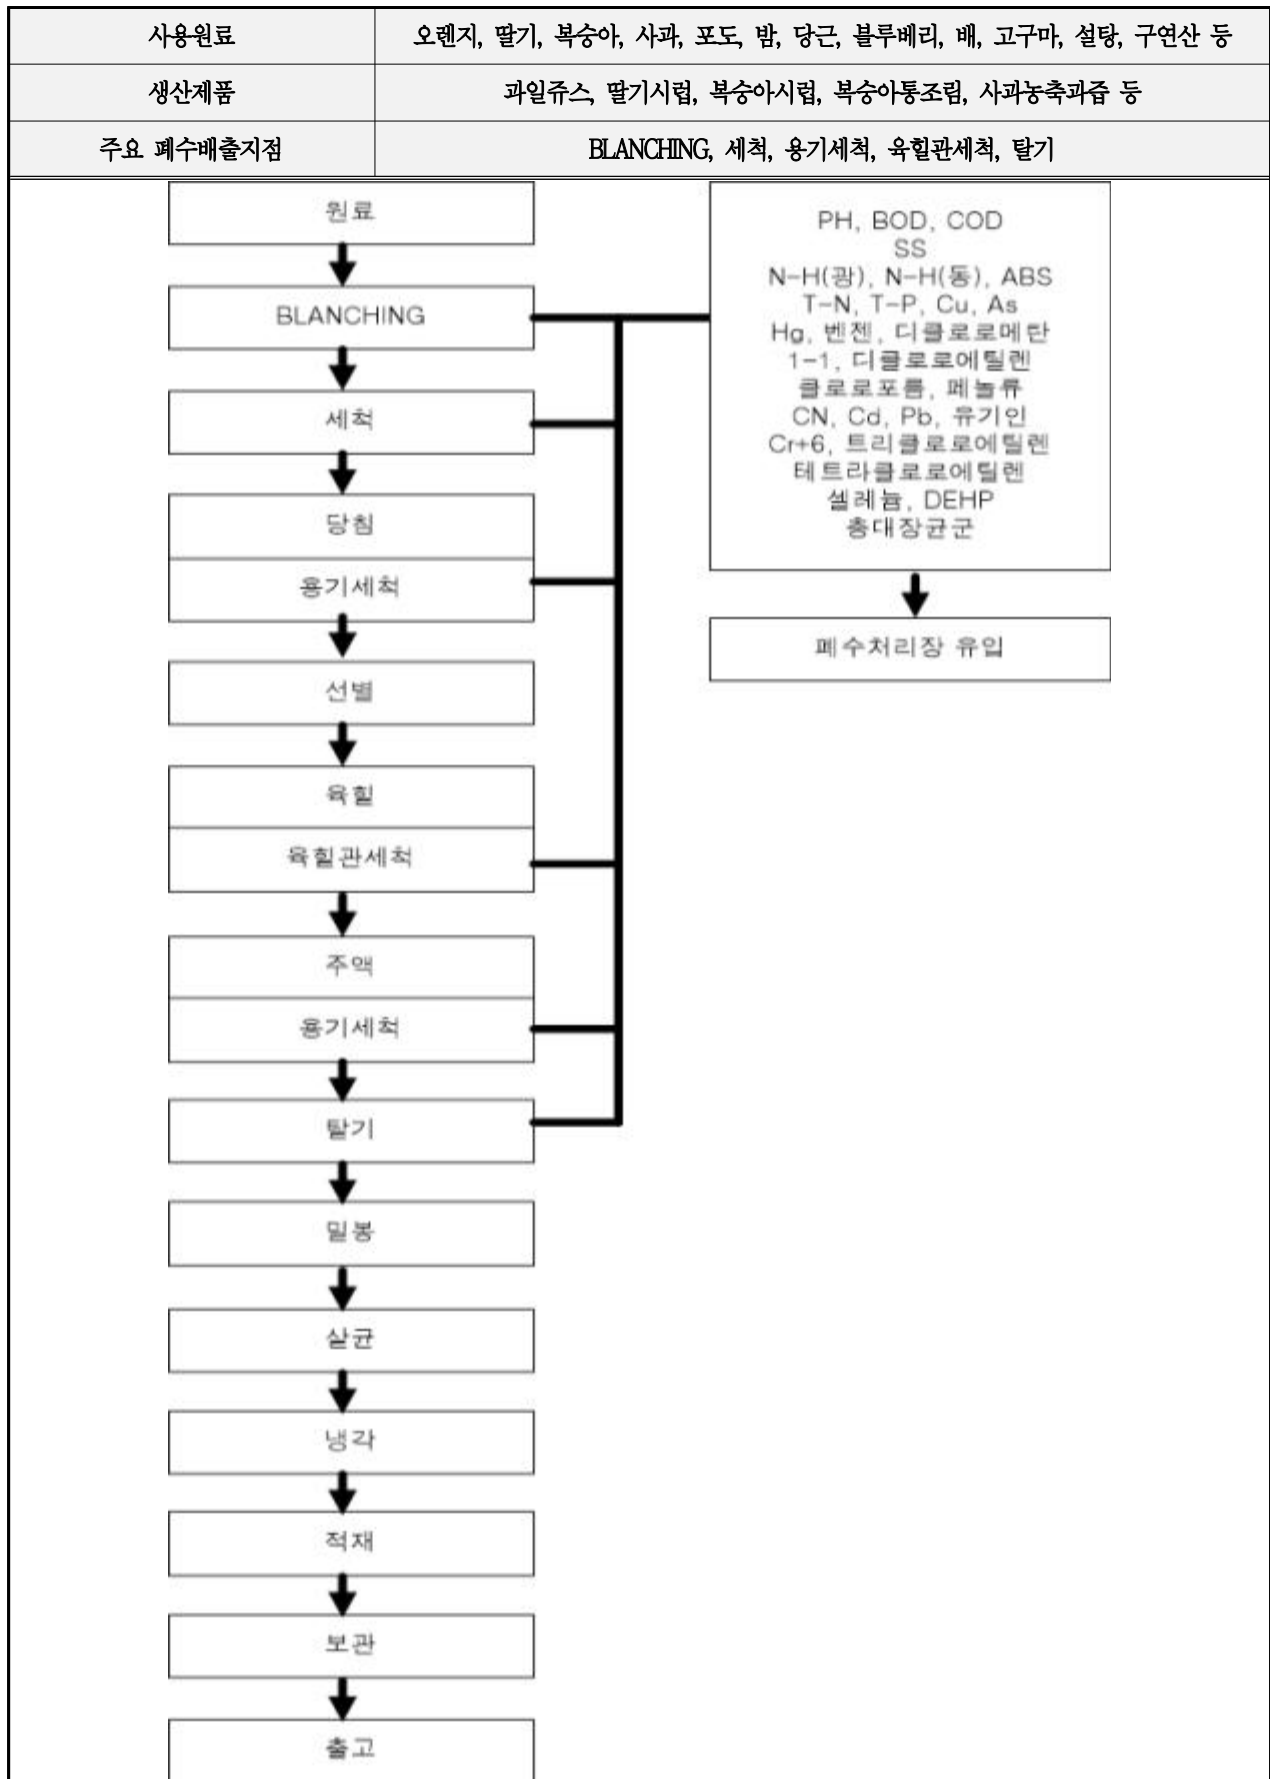 사용원료 오렌지, 딸기, 복숭아, 사과, 포도, 밤, 당근, 블루베리, 배, 고구마, 설탕, 구연산 등
생산제품 과일쥬스, 딸기시럽, 복숭아시럽, 복숭아통조림, 사과농축과즙 등
주요 폐수배출지점 BLANCHING, 세척, 용기세척, 육힐관세척, 탈기
원료
BLANCHING
세척
당침
용기세척
선별
육힐
육힐관세척
주액
용기세척
탈기
밀봉
살균
냉각
적재
보관
출고
PH, BOD, COD
SS
N-H(광), N-H(동), ABS
T-N, T-P, Cu, As
Hg, 벤젠, 디클로로메탄
1-1, 디클로로에틸렌
클로로포름, 페놀류
CN, Cd, Pb, 유기인
Cr+6, 트리클로로에틸렌
테트라클로로에틸렌
셀레늄, DEHP
총대장균군
폐수처리장 유입